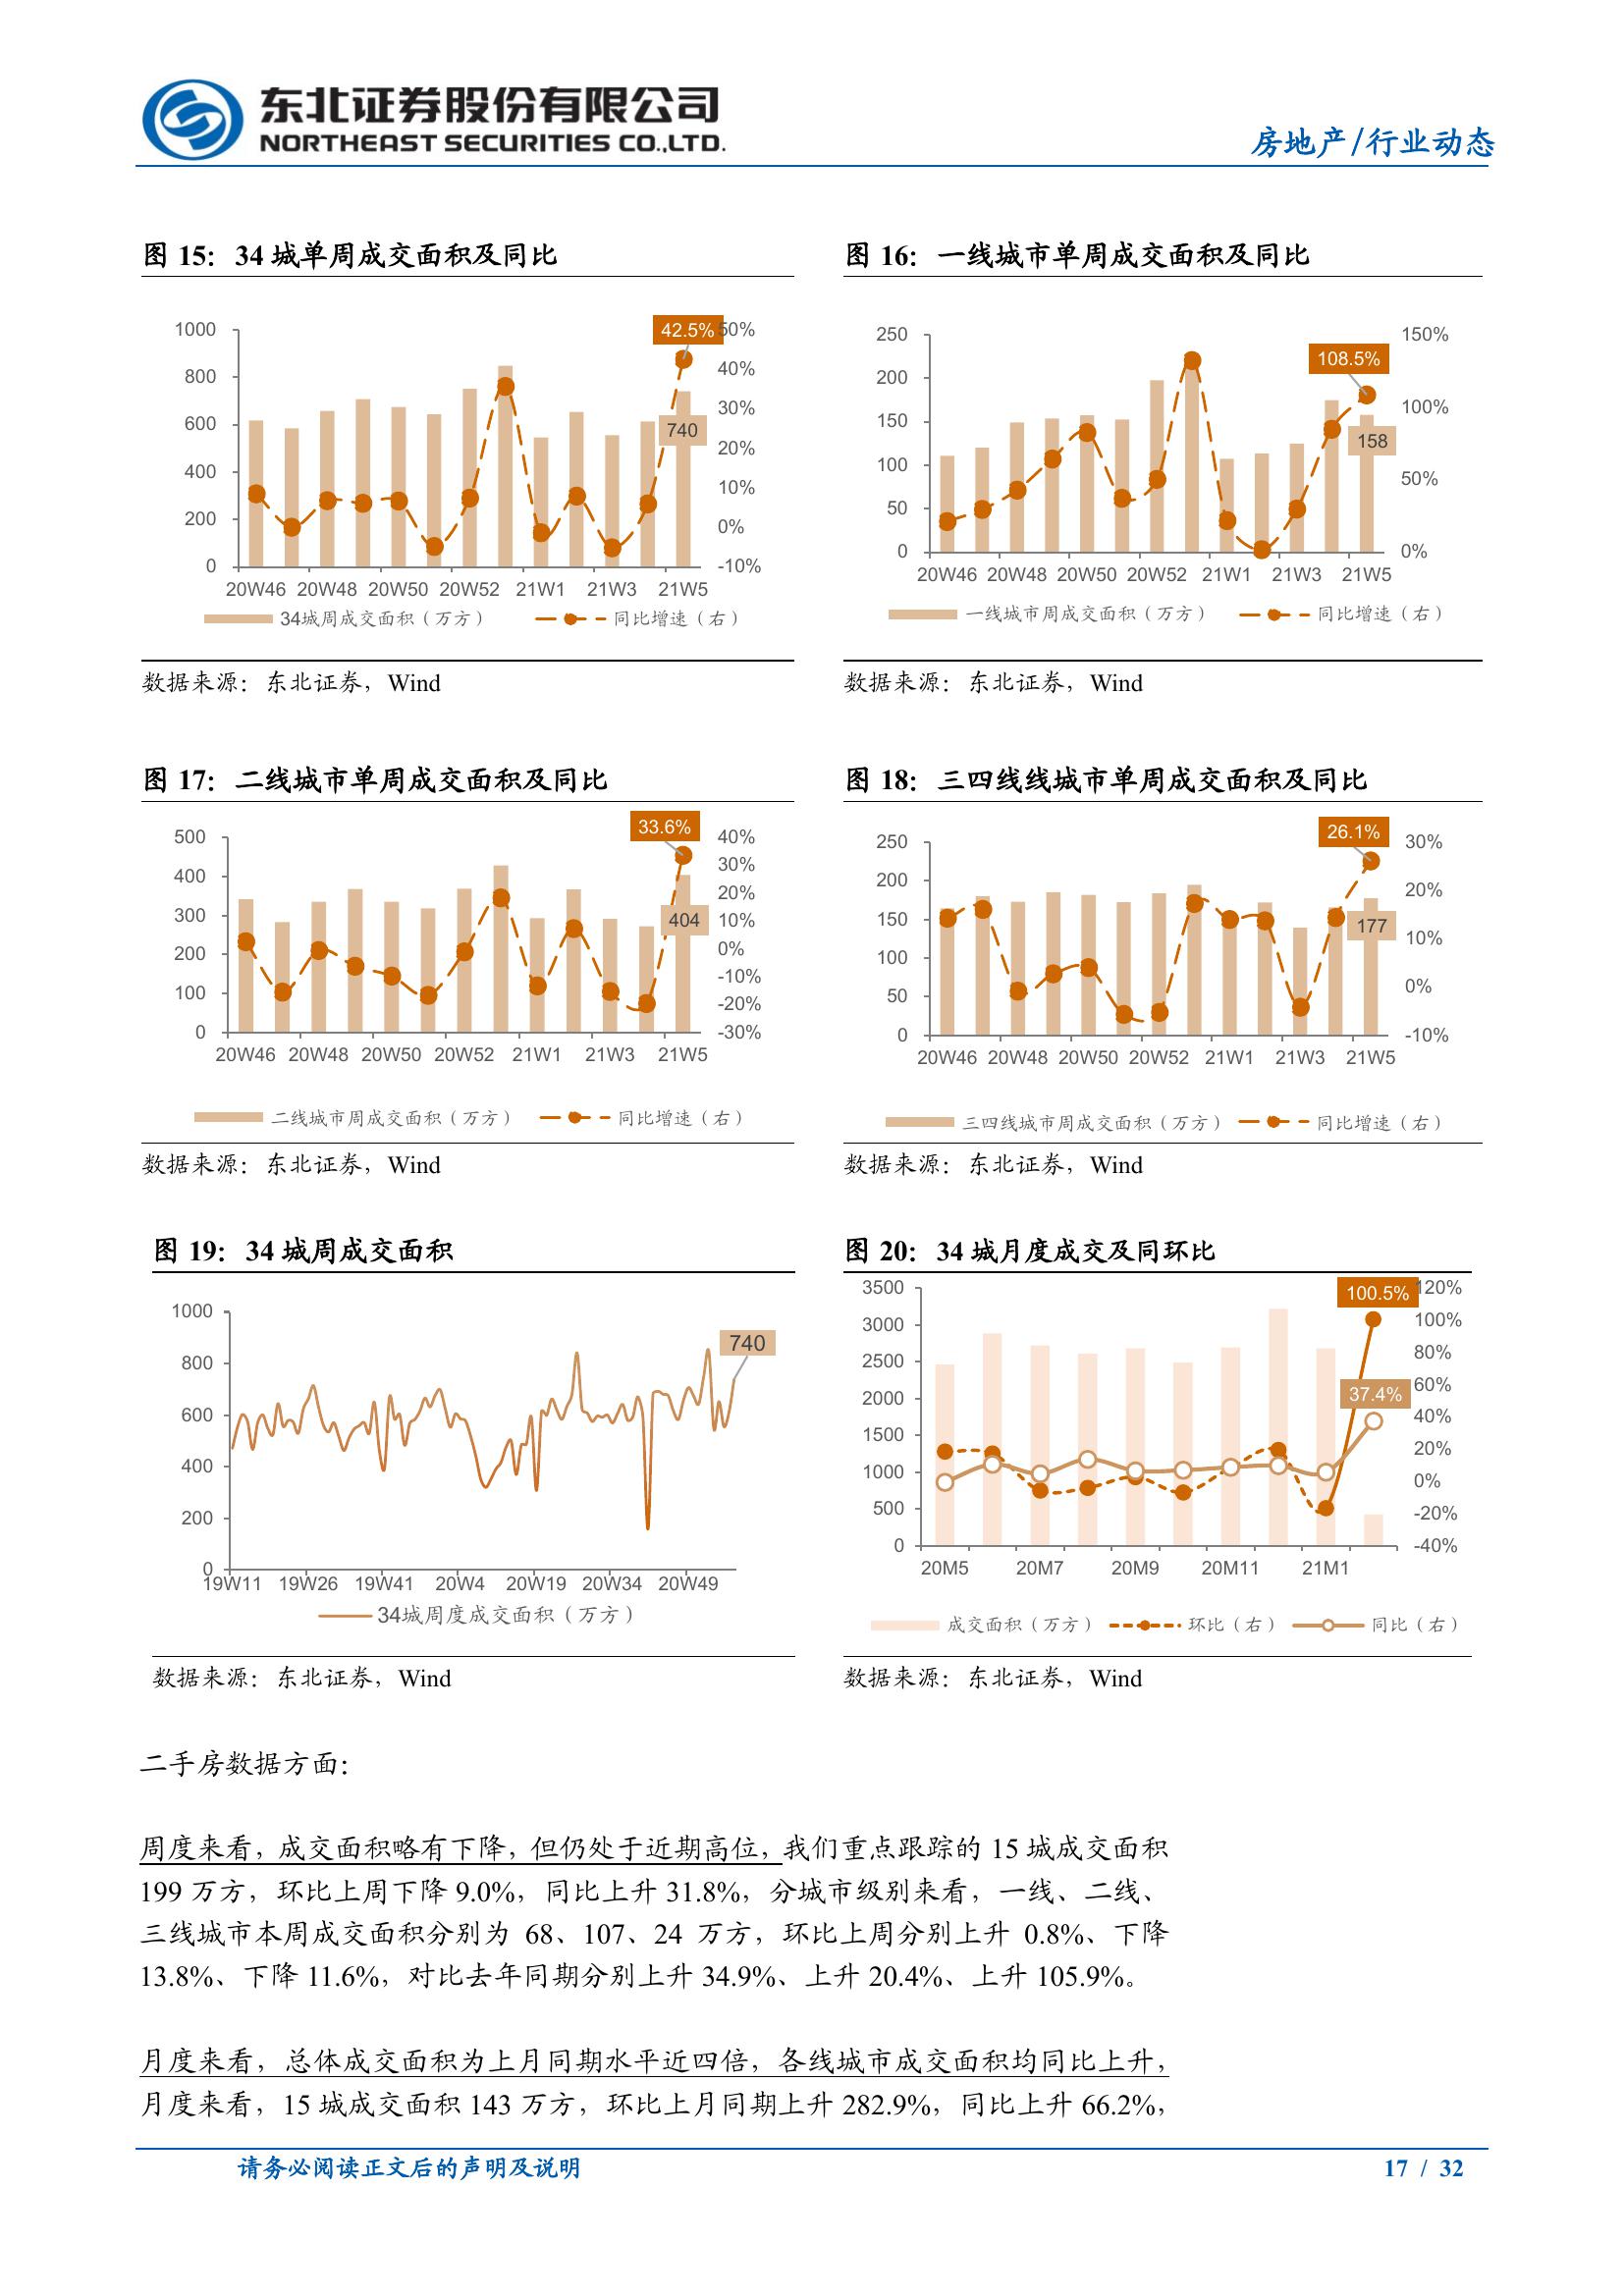 东北证券股份有限公司
NORTHEAST SECURITIES CO.,LTD.
房地产/行业动态
图 15：34 城单周成交面积及同比
1000
800
600
400
200
0
42.5%
740
50%
40%
30%
20%
10%
0%
-10%
20W46 20W48 20W50 20W52 21W1 21W3 21W5
34城周成交面积（万方） 同比增速（右）
数据来源：东北证券，Wind
图 16：一线城市单周成交面积及同比
250
200
150
100
50
0
108.5%
158
150%
100%
50%
0%
20W46 20W48 20W50 20W52 21W1 21W3 21W5
一线城市周成交面积（万方） 同比增速（右）
数据来源：东北证券，Wind
图 17：二线城市单周成交面积及同比
500
400
300
200
100
0
33.6%
404
40%
30%
20%
10%
0%
-10%
-20%
-30%
20W46 20W48 20W50 20W52 21W1 21W3 21W5
二线城市周成交面积（万方） 同比增速（右）
数据来源：东北证券，Wind
图 18：三四线线城市单周成交面积及同比
250
200
150
100
50
0
26.1%
177
30%
20%
10%
0%
-10%
20W46 20W48 20W50 20W52 21W1 21W3 21W5
三四线城市周成交面积（万方） 同比增速（右）
数据来源：东北证券，Wind
图 19：34 城周成交面积
1000
800
600
400
200
0
740
19W11 19W26 19W41 20W4 20W19 20W34 20W49
34城周度成交面积（万方）
数据来源：东北证券，Wind
图 20：34 城月度成交及同环比
3500
3000
2500
2000
1500
1000
500
0
100.5%
37.4%
120%
100%
80%
60%
40%
20%
0%
-20%
-40%
20M5 20M7 20M9 20M11 21M1
成交面积（万方） 环比（右） 同比（右）
数据来源：东北证券，Wind
二手房数据方面：
周度来看，成交面积略有下降，但仍处于近期高位，我们重点跟踪的 15 城成交面积
199 万方，环比上周下降 9.0%，同比上升 31.8%，分城市级别来看，一线、二线、
三线城市本周成交面积分别为 68、107、24 万方，环比上周分别上升 0.8%、下降
13.8%、下降 11.6%，对比去年同期分别上升 34.9%、上升 20.4%、上升 105.9%。
月度来看，总体成交面积为上月同期水平近四倍，各线城市成交面积均同比上升，
月度来看，15 城成交面积 143 万方，环比上月同期上升 282.9%，同比上升 66.2%，
请务必阅读正文后的声明及说明
17 / 32